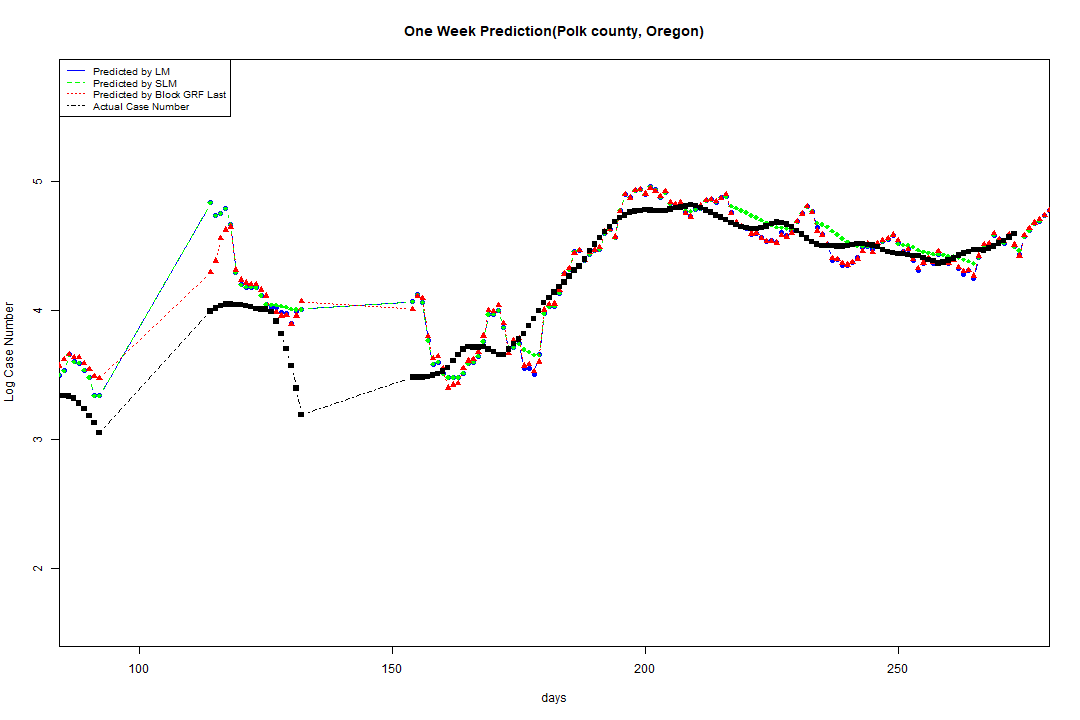 One Week Prediction(Polk county, Oregon)
Predicted by LM
Predicted by SLM
Predicted by Block GRF Last
Actual Case Number
5
4
3
2
Log Case Number
100 150 200 250
days